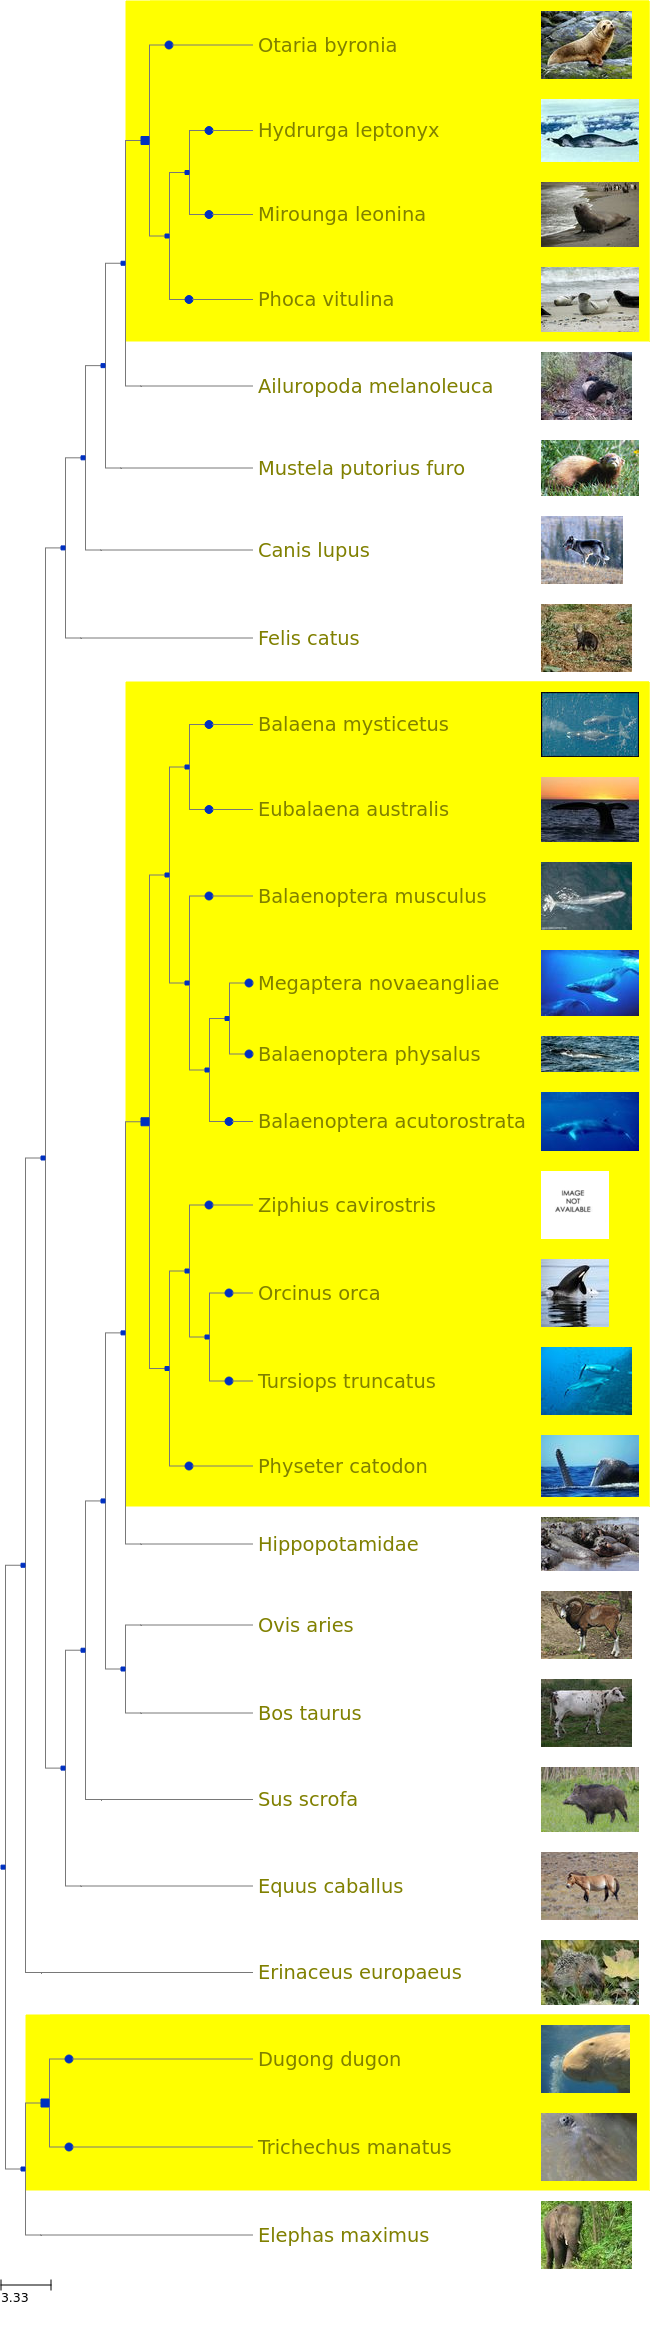 Otaria byronia
Hydrurga leptonyx
Mirounga leonina
Phoca vitulina
Ailuropoda melanoleuca
Mustela putorius furo
Canis lupus
Felis catus
Balaena mysticetus
Eubalaena australis
Balaenoptera musculus
Megaptera novaeangliae
Balaenoptera physalus
Balaenoptera acutorostrata
Ziphius cavirostris
IMAGE
NOT
AVAILABLE
Orcinus orca
Tursiops truncatus
Physeter catodon
Hippopotamidae
Ovis aries
Bos taurus
Sus scrofa
Equus caballus
Erinaceus europaeus
Dugong dugon
Trichechus manatus
Elephas maximus
3.33